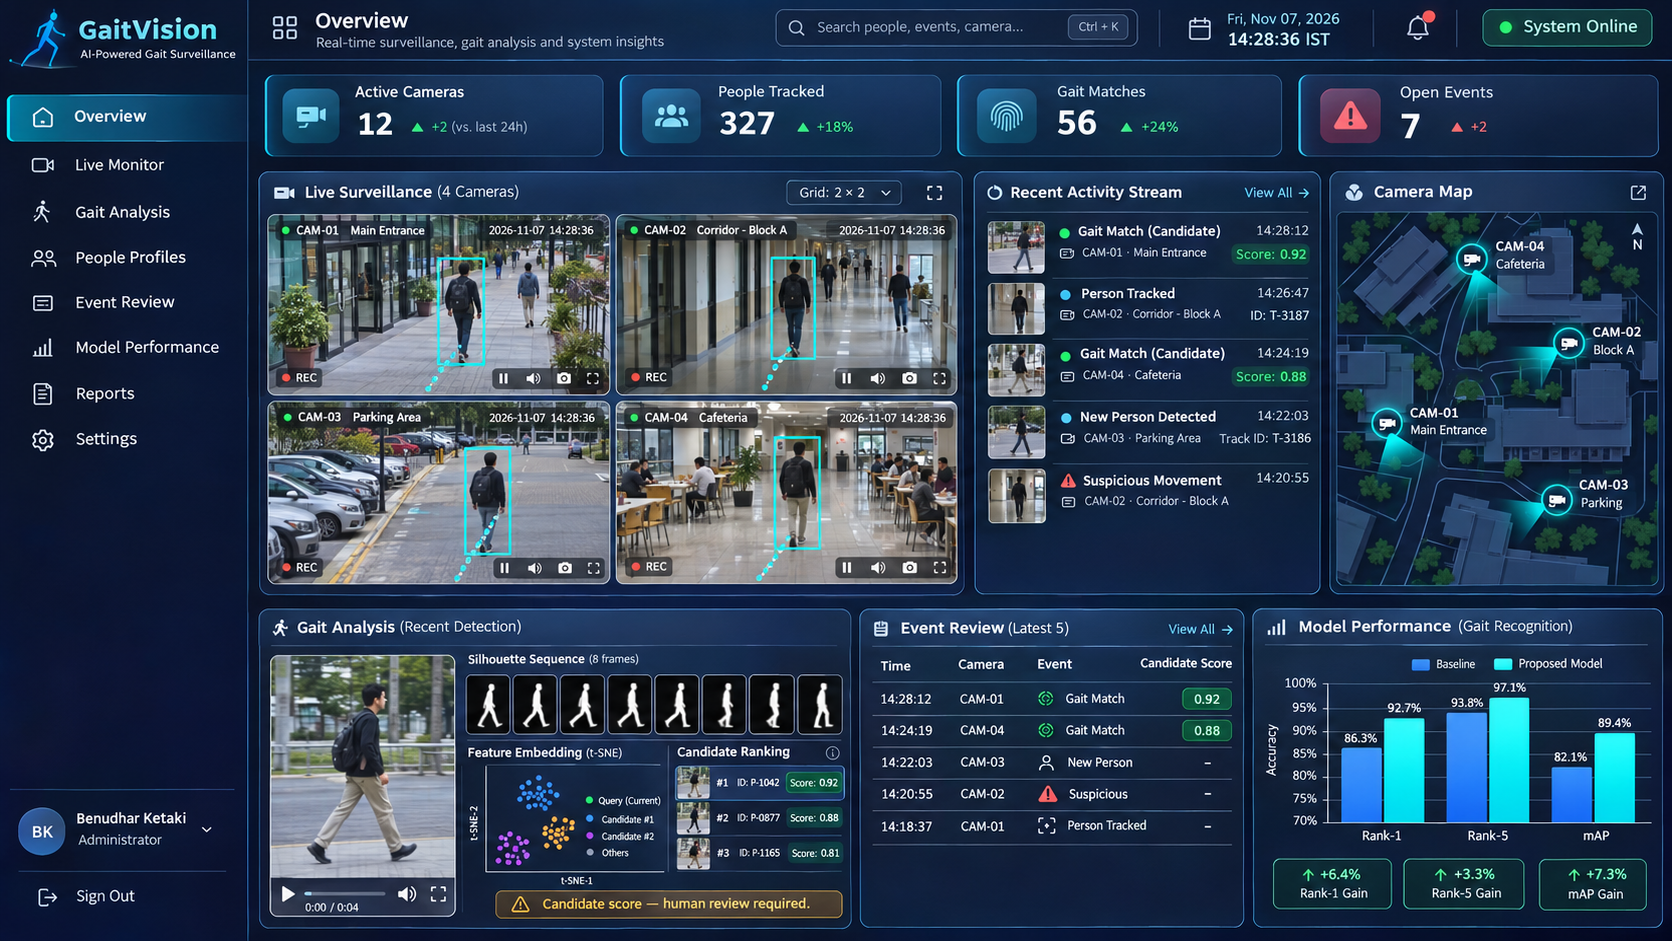 GaitVision
AI-Powered Gait Surveillance
Overview
Live Monitor
Gait Analysis
People Profiles
Event Review
Model Performance
Reports
Settings
BK
Benudhar Ketaki
Administrator
Sign Out
Overview
Real-time surveillance, gait analysis and system insights
Search people, events, camera...
Ctrl + K
Fri, Nov 07, 2026
14:28:36 IST
System Online
Active Cameras
12 +2 (vs. last 24h)
People Tracked
327 +18%
Gait Matches
56 +24%
Open Events
7 +2
Live Surveillance (4 Cameras)
Grid: 2 × 2
CAM-01 Main Entrance 2026-11-07 14:28:36
REC
CAM-02 Corridor - Block A 2026-11-07 14:28:36
REC
CAM-03 Parking Area 2026-11-07 14:28:36
REC
CAM-04 Cafeteria 2026-11-07 14:28:36
REC
Recent Activity Stream
View All →
Gait Match (Candidate) 14:28:12
CAM-01 · Main Entrance Score: 0.92
Person Tracked 14:26:47
CAM-02 · Corridor - Block A ID: T-3187
Gait Match (Candidate) 14:24:19
CAM-04 · Cafeteria Score: 0.88
New Person Detected 14:22:03
CAM-03 · Parking Area Track ID: T-3186
Suspicious Movement 14:20:55
CAM-02 · Corridor - Block A
Camera Map
N
CAM-04
Cafeteria
CAM-02
Block A
CAM-01
Main Entrance
CAM-03
Parking
Gait Analysis (Recent Detection)
0:00 / 0:04
Silhouette Sequence (8 frames)
Feature Embedding (t-SNE)
t-SNE-2
t-SNE-1
Query (Current)
Candidate #1
Candidate #2
Others
Candidate Ranking
#1 ID: P-1042 Score: 0.92
#2 ID: P-0877 Score: 0.88
#3 ID: P-1165 Score: 0.81
Candidate score — human review required.
Event Review (Latest 5)
View All →
Time Camera Event Candidate Score
14:28:12 CAM-01 Gait Match 0.92
14:24:19 CAM-04 Gait Match 0.88
14:22:03 CAM-03 New Person –
14:20:55 CAM-02 Suspicious –
14:18:37 CAM-01 Person Tracked –
Model Performance (Gait Recognition)
Baseline
Proposed Model
Accuracy
100%
95%
90%
85%
80%
75%
70%
86.3%
92.7%
93.8%
97.1%
82.1%
89.4%
Rank-1
Rank-5
mAP
↑ +6.4%
Rank-1 Gain
↑ +3.3%
Rank-5 Gain
↑ +7.3%
mAP Gain